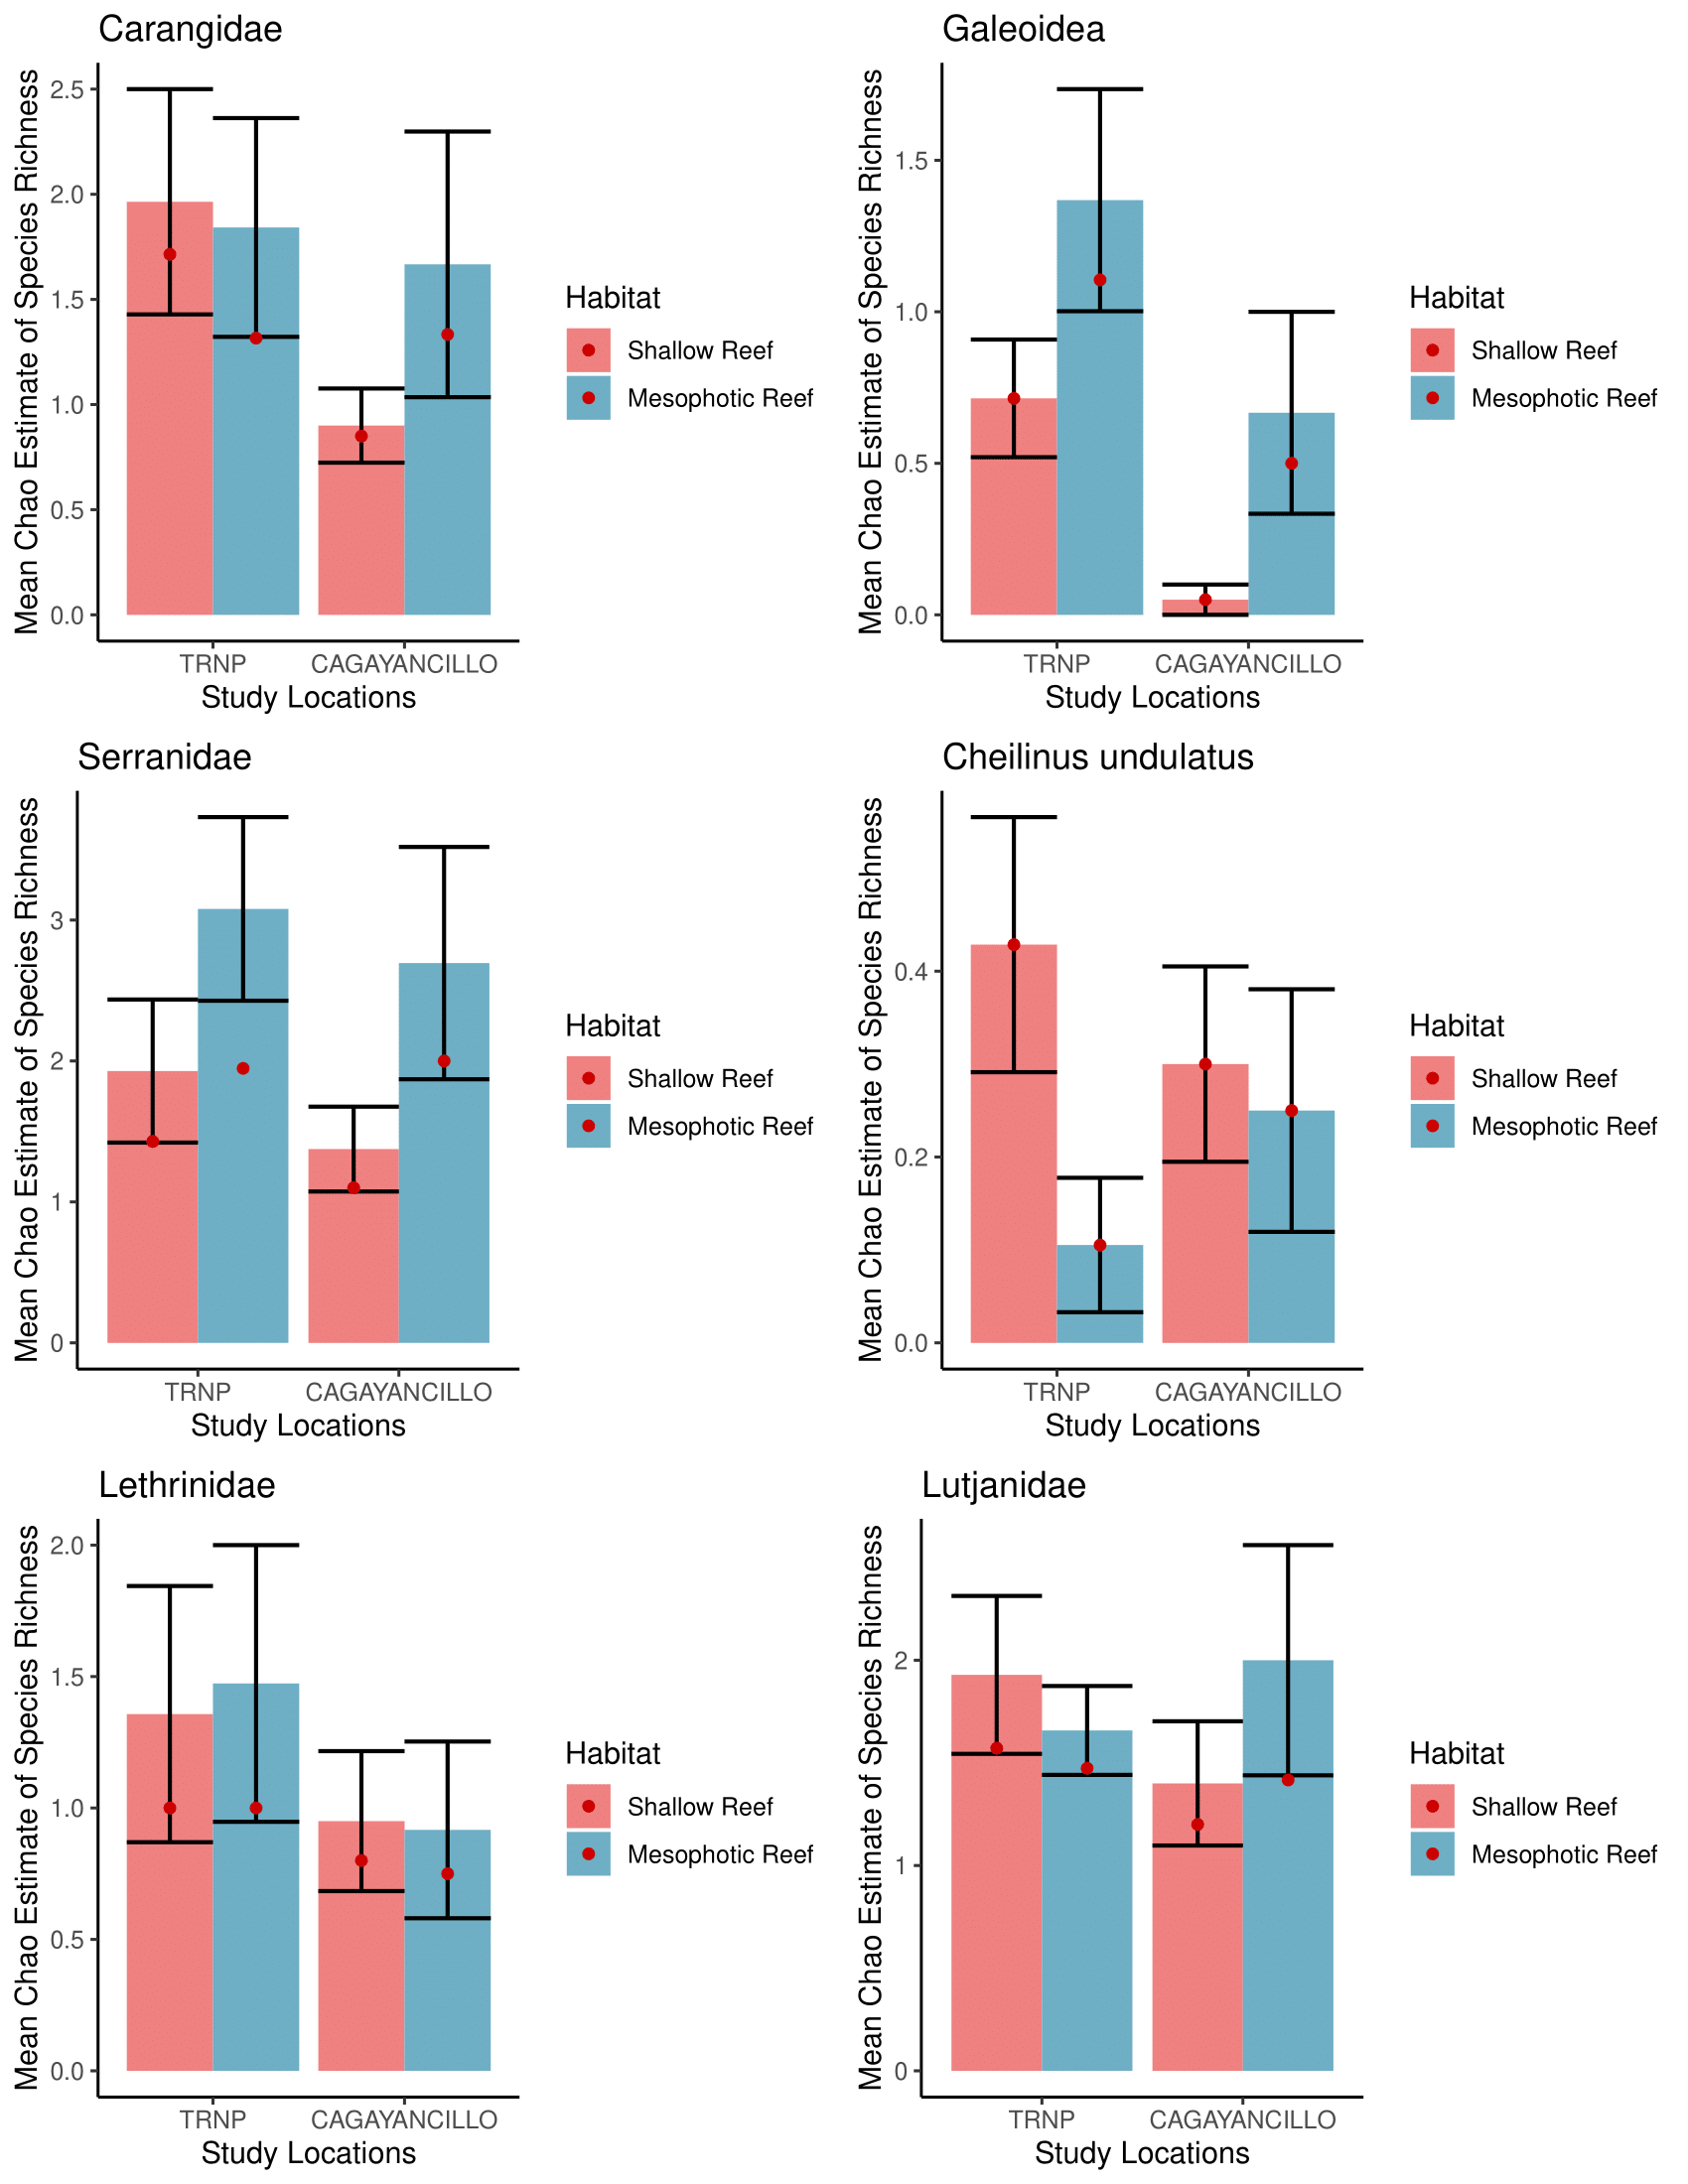 Carangidae
Mean Chao Estimate of Species Richness
2.5
2.0
1.5
1.0
0.5
0.0
TRNP CAGAYANCILLO
Study Locations
Habitat
Shallow Reef
Mesophotic Reef
Galeoidea
Mean Chao Estimate of Species Richness
1.5
1.0
0.5
0.0
TRNP CAGAYANCILLO
Study Locations
Habitat
Shallow Reef
Mesophotic Reef
Serranidae
Mean Chao Estimate of Species Richness
3
2
1
0
TRNP CAGAYANCILLO
Study Locations
Habitat
Shallow Reef
Mesophotic Reef
Cheilinus undulatus
Mean Chao Estimate of Species Richness
0.4
0.2
0.0
TRNP CAGAYANCILLO
Study Locations
Habitat
Shallow Reef
Mesophotic Reef
Lethrinidae
Mean Chao Estimate of Species Richness
2.0
1.5
1.0
0.5
0.0
TRNP CAGAYANCILLO
Study Locations
Habitat
Shallow Reef
Mesophotic Reef
Lutjanidae
Mean Chao Estimate of Species Richness
2
1
0
TRNP CAGAYANCILLO
Study Locations
Habitat
Shallow Reef
Mesophotic Reef